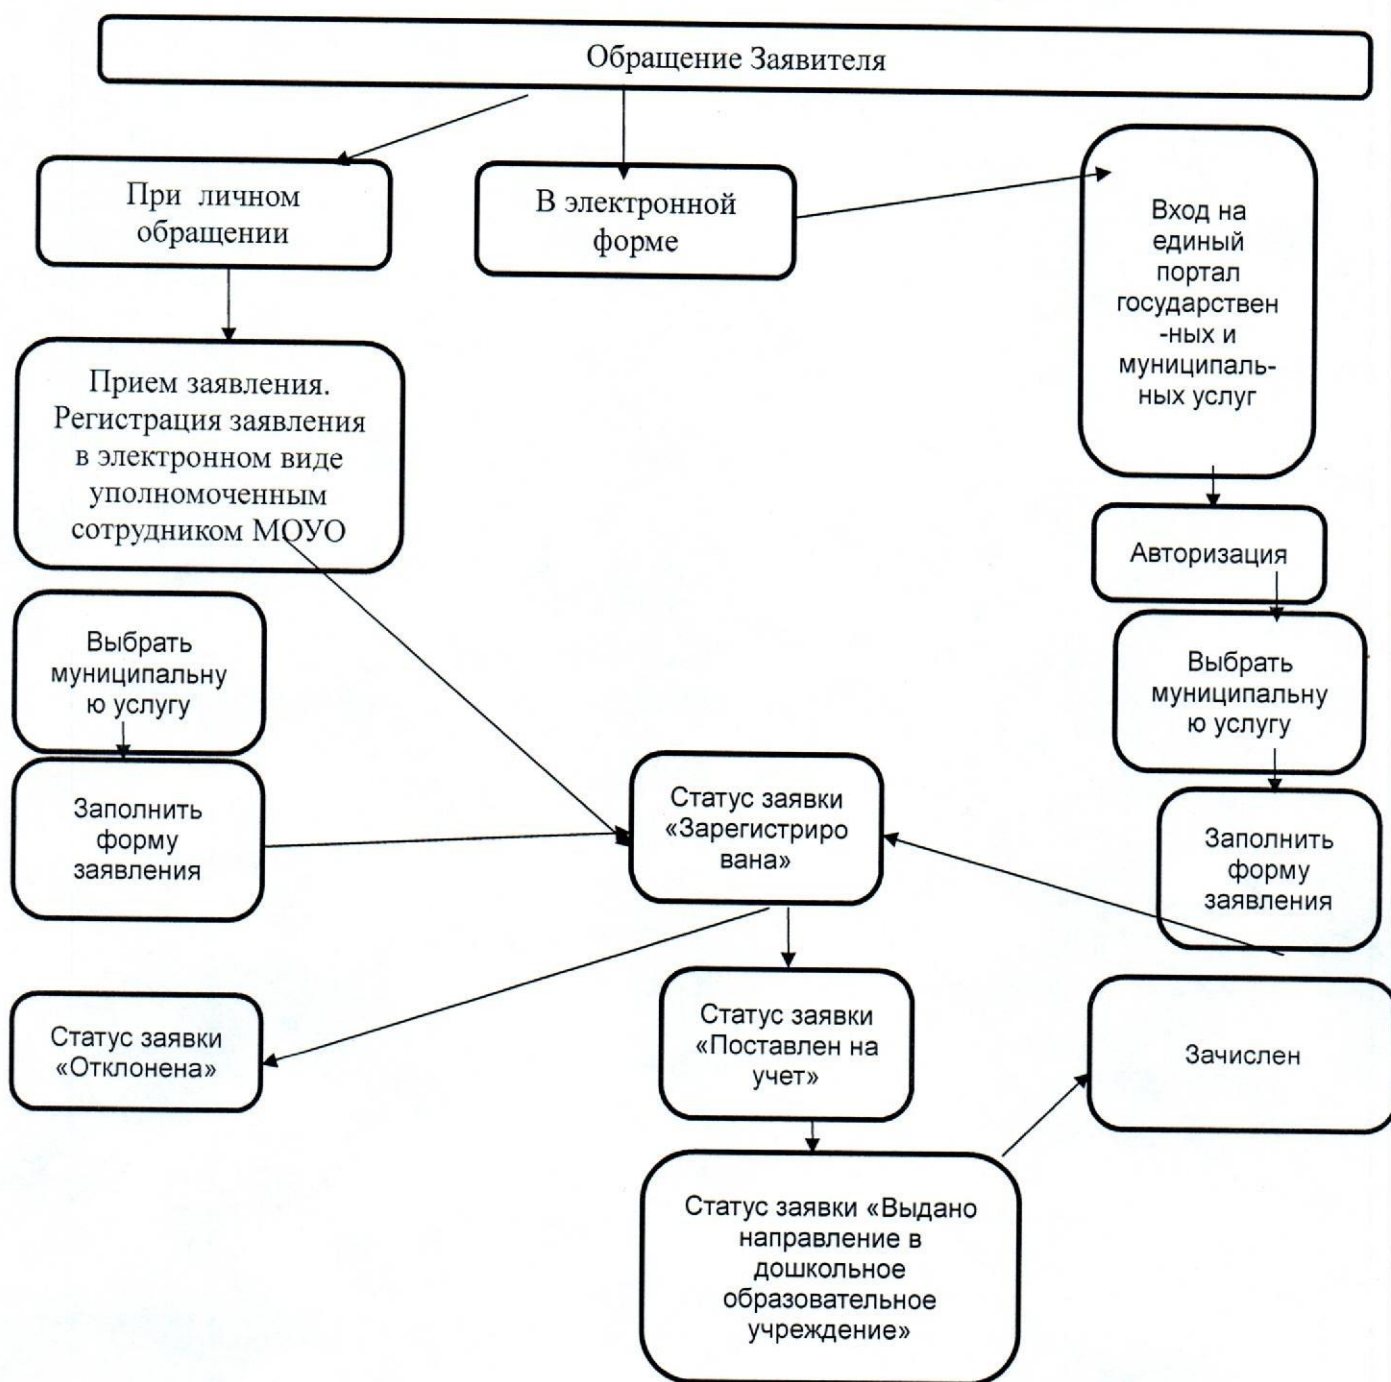 Обращение Заявителя
При личном
обращении
В электронной
форме
Вход на
единый
портал
государствен
-ных и
муниципаль-
ных услуг
Прием заявления.
Регистрация заявления
в электронном виде
уполномоченным
сотрудником МОУО
Авторизация
Выбрать
муниципальну
ю услугу
Выбрать
муниципальну
ю услугу
Заполнить
форму
заявления
Статус заявки
«Зарегистриро
вана»
Заполнить
форму
заявления
Статус заявки
«Отклонена»
Статус заявки
«Поставлен на
учет»
Зачислен
Статус заявки «Выдано
направление в
дошкольное
образовательное
учреждение»